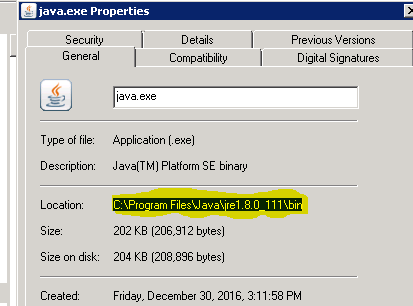 java.exe Properties
Security Details Previous Versions
General Compatibility Digital Signatures
java.exe
Type of file: Application (.exe)
Description: Java(TM) Platform SE binary
Location: C:\Program Files\Java\jre1.8.0_111\bin
Size: 202 KB (206,912 bytes)
Size on disk: 204 KB (208,896 bytes)
Created: Friday, December 30, 2016, 3:11:58 PM